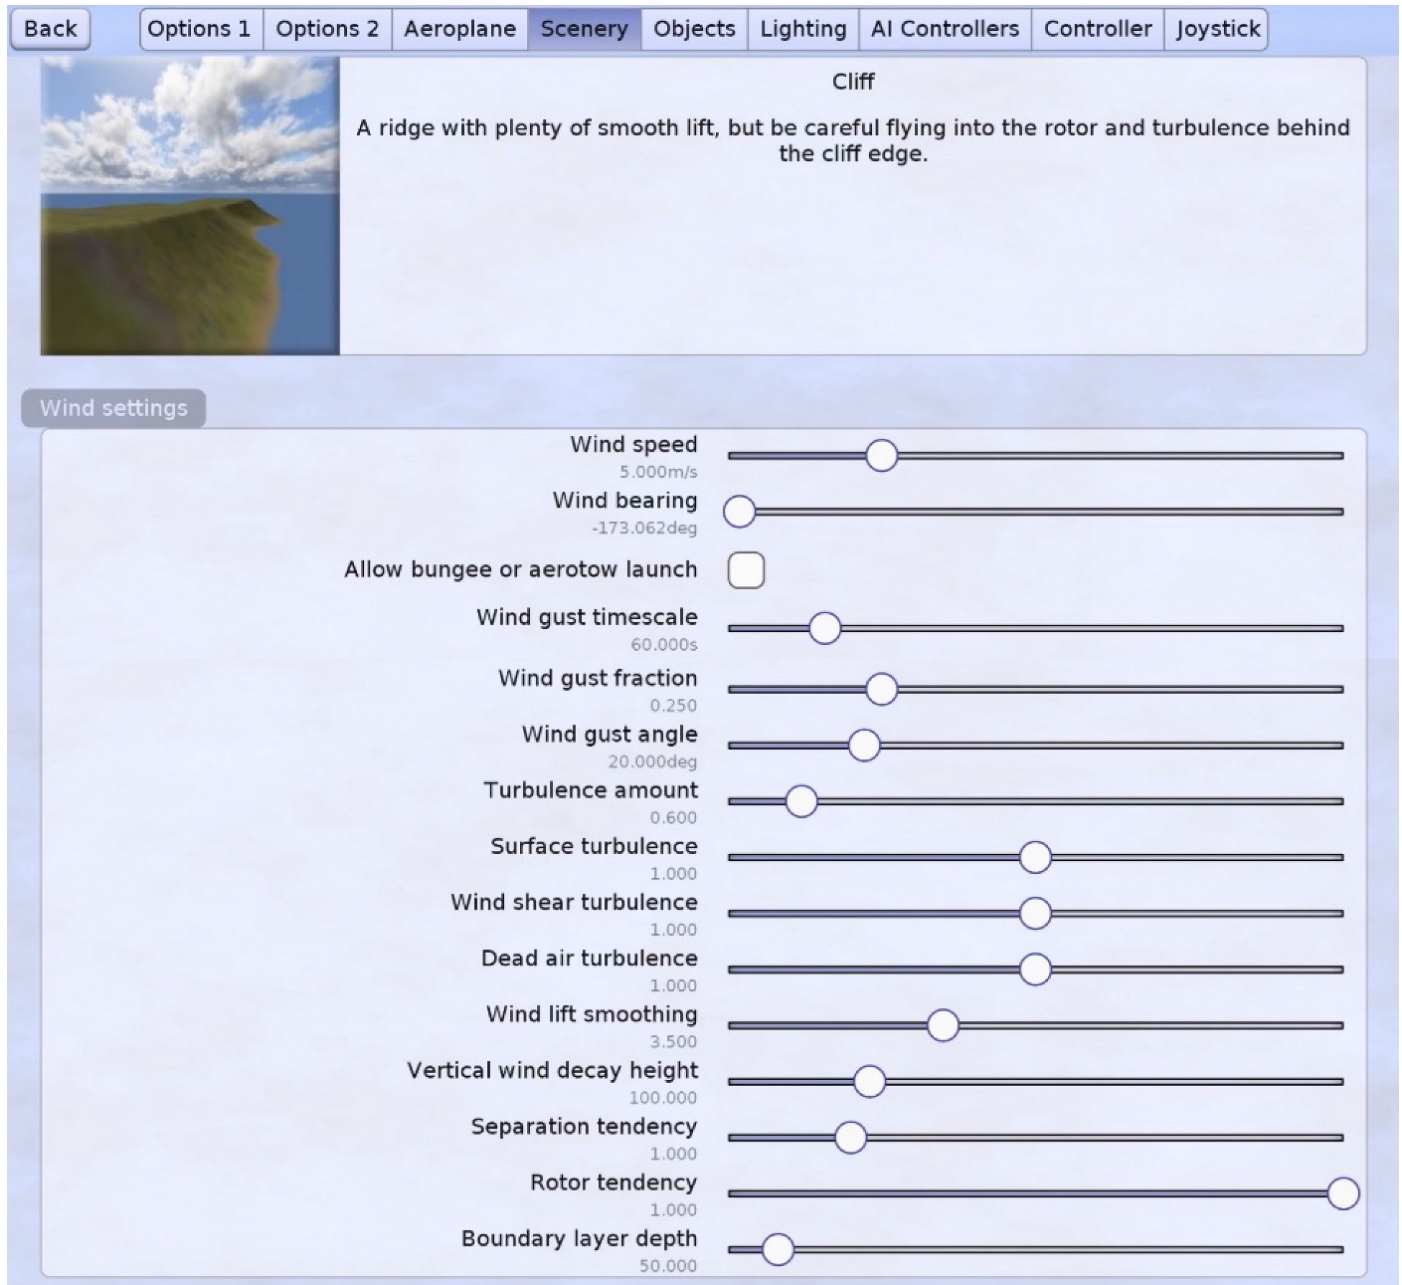 Back Options 1 Options 2 Aeroplane Scenery Objects Lighting AI Controllers Controller Joystick
Cliff
A ridge with plenty of smooth lift, but be careful flying into the rotor and turbulence behind
the cliff edge.
Wind settings
Wind speed
5.000m/s
Wind bearing
-173.062deg
Allow bungee or aerotow launch
Wind gust timescale
60.000s
Wind gust fraction
0.250
Wind gust angle
20.000deg
Turbulence amount
0.600
Surface turbulence
1.000
Wind shear turbulence
1.000
Dead air turbulence
1.000
Wind lift smoothing
3.500
Vertical wind decay height
100.000
Separation tendency
1.000
Rotor tendency
1.000
Boundary layer depth
50.000